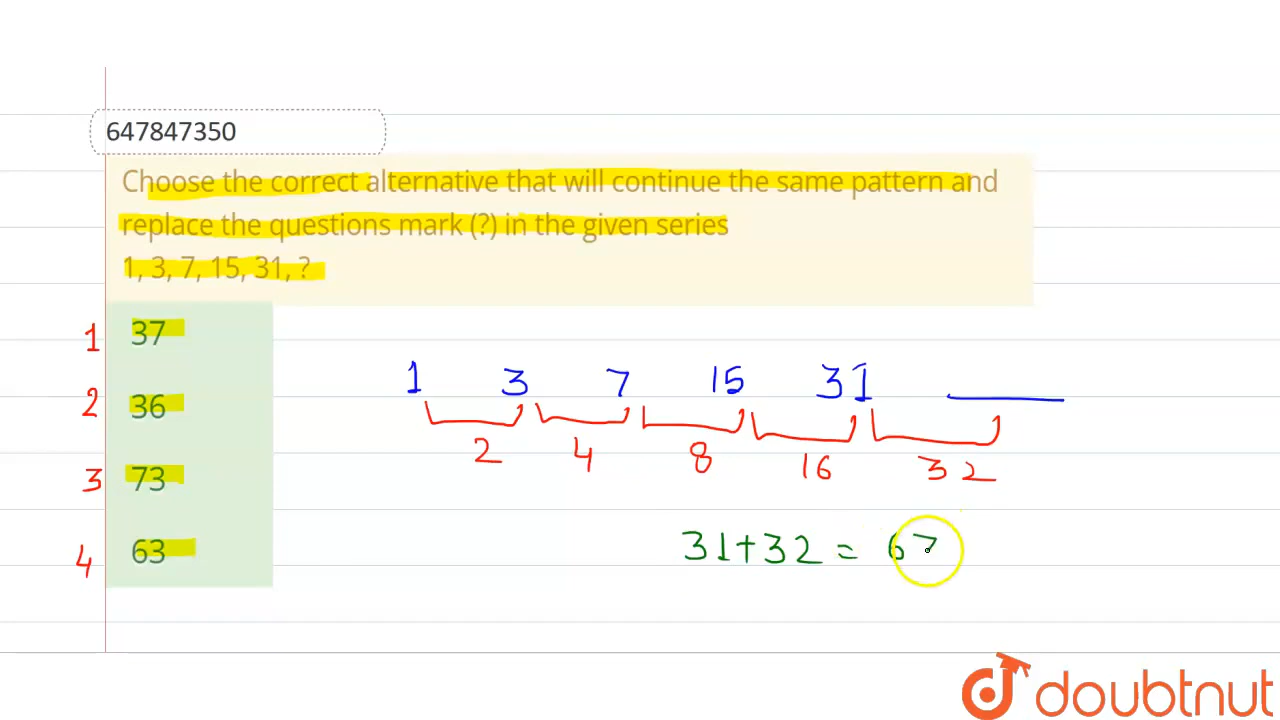 647847350
Choose the correct alternative that will continue the same pattern and
replace the questions mark (?) in the given series
1, 3, 7, 15, 31, ?
1 37
2 36
3 73
4 63
1 3 7 15 31
2 4 8 16 32
31+32 = 6
doubtnut